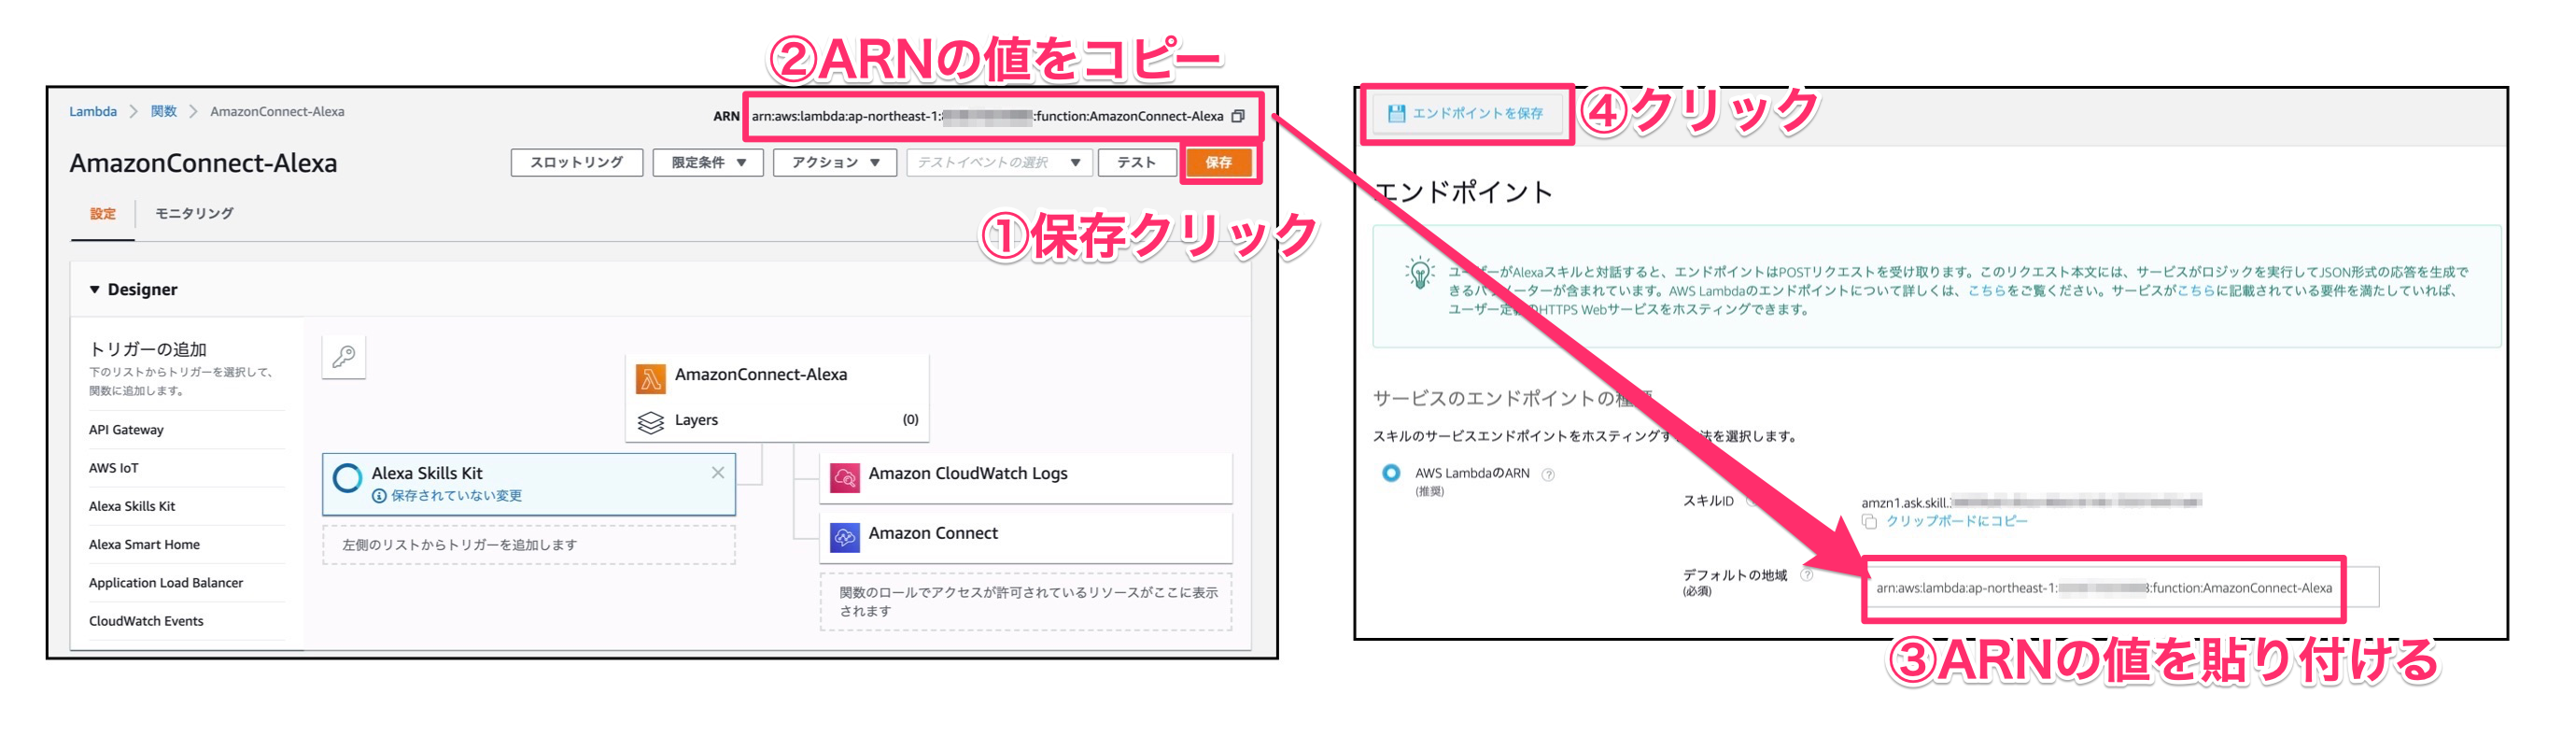 ②ARNの値をコピー
Lambda > 関数 > AmazonConnect-Alexa
ARN arn:aws:lambda:ap-northeast-1: :function:AmazonConnect-Alexa
AmazonConnect-Alexa
スロットリング 限定条件 ▼ アクション ▼ テストイベントの選択 ▼ テスト 保存
①保存クリック
設定 モニタリング
▼ Designer
トリガーの追加
下のリストからトリガーを選択して、
関数に追加します。
API Gateway
AWS IoT
Alexa Skills Kit
Alexa Smart Home
Application Load Balancer
CloudWatch Events
AmazonConnect-Alexa
Layers (0)
Alexa Skills Kit
保存されていない変更
左側のリストからトリガーを追加します
Amazon CloudWatch Logs
Amazon Connect
関数のロールでアクセスが許可されているリソースがここに表示
されます
エンドポイントを保存
④クリック
エンドポイント
ユーザーがAlexaスキルと対話すると、エンドポイントはPOSTリクエストを受け取ります。このリクエスト本文には、サービスがロジックを実行してJSON形式の応答を生成で
きるパラメーターが含まれています。AWS Lambdaのエンドポイントについて詳しくは、こちらをご覧ください。サービスがこちらに記載されている要件を満たしていれば、
ユーザー定義のHTTPS Webサービスをホスティングできます。
サービスのエンドポイントの種類
スキルのサービスエンドポイントをホスティングする方法を選択します。
AWS LambdaのARN
(推奨)
スキルID
amzn1.ask.skill.
クリップボードにコピー
デフォルトの地域
(必須)
arn:aws:lambda:ap-northeast-1: :function:AmazonConnect-Alexa
③ARNの値を貼り付ける